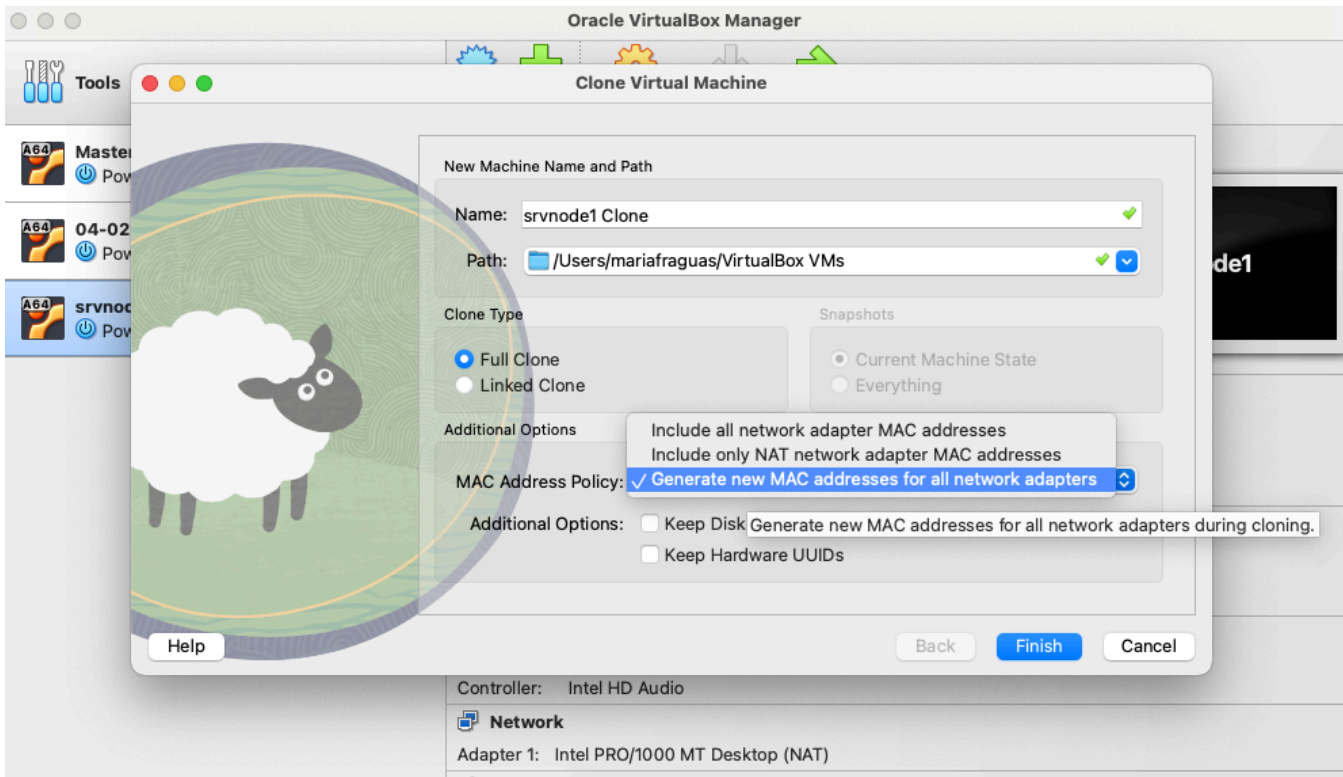 Oracle VirtualBox Manager
Tools
Clone Virtual Machine
A64
Master
Pow
A64
04-02
Pow
A64
srvnod
Pow
New Machine Name and Path
Name: srvnode1 Clone
Path: /Users/mariafraguas/VirtualBox VMs
de1
Clone Type
Snapshots
Full Clone
Current Machine State
Linked Clone
Everything
Additional Options
Include all network adapter MAC addresses
Include only NAT network adapter MAC addresses
MAC Address Policy: ✓ Generate new MAC addresses for all network adapters
Additional Options: Keep Disk Generate new MAC addresses for all network adapters during cloning.
Keep Hardware UUIDs
Help
Back
Finish
Cancel
Controller: Intel HD Audio
Network
Adapter 1: Intel PRO/1000 MT Desktop (NAT)